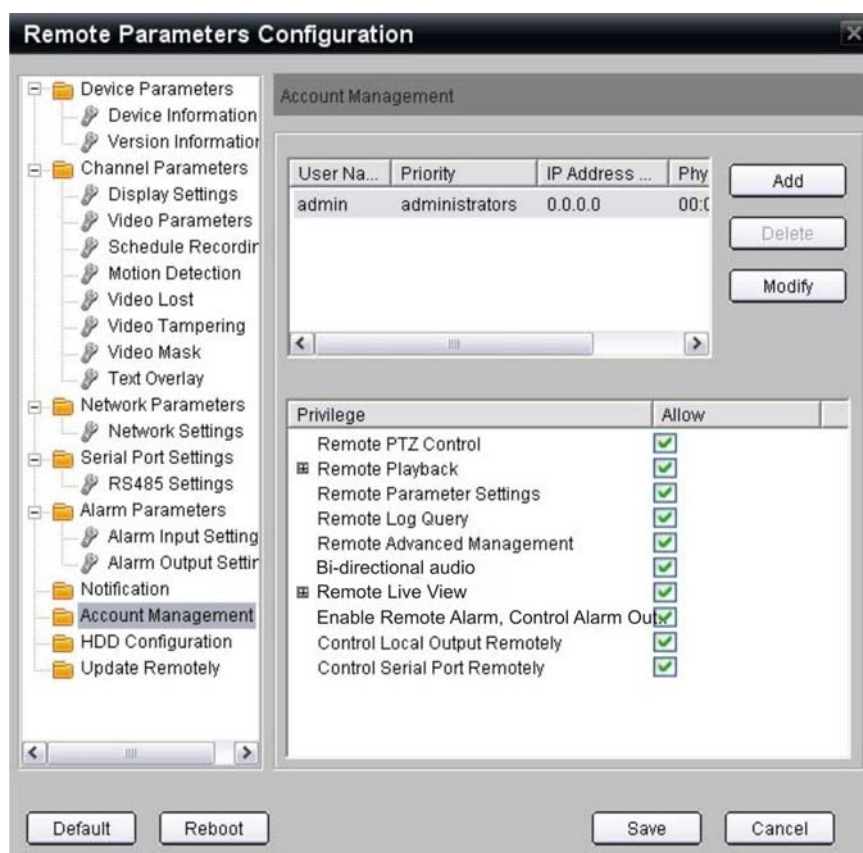 Remote Parameters Configuration
Device Parameters
Device Information
Version Information
Channel Parameters
Display Settings
Video Parameters
Schedule Recordin
Motion Detection
Video Lost
Video Tampering
Video Mask
Text Overlay
Network Parameters
Network Settings
Serial Port Settings
RS485 Settings
Alarm Parameters
Alarm Input Setting
Alarm Output Settin
Notification
Account Management
HDD Configuration
Update Remotely
Account Management
User Na... Priority IP Address ... Phy
admin administrators 0.0.0.0 00:0
Add
Delete
Modify
Privilege Allow
Remote PTZ Control
Remote Playback
Remote Parameter Settings
Remote Log Query
Remote Advanced Management
Bi-directional audio
Remote Live View
Enable Remote Alarm, Control Alarm Out..
Control Local Output Remotely
Control Serial Port Remotely
Default
Reboot
Save
Cancel